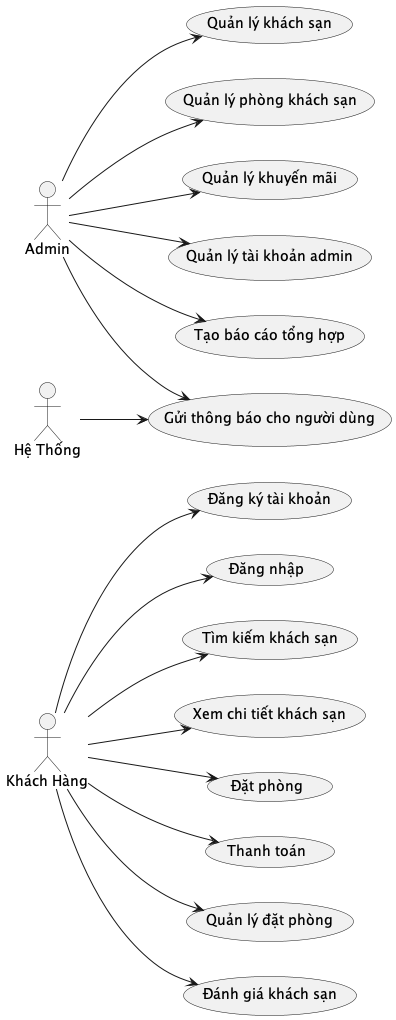 Quản lý khách sạn
Quản lý phòng khách sạn
Quản lý khuyến mãi
Admin
Quản lý tài khoản admin
Tạo báo cáo tổng hợp
Gửi thông báo cho người dùng
Hệ Thống
Đăng ký tài khoản
Đăng nhập
Tìm kiếm khách sạn
Xem chi tiết khách sạn
Khách Hàng
Đặt phòng
Thanh toán
Quản lý đặt phòng
Đánh giá khách sạn